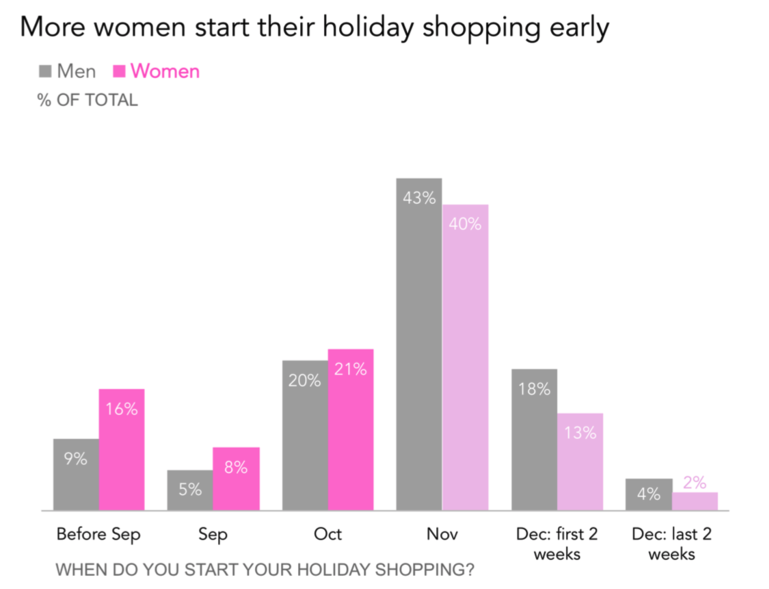 More women start their holiday shopping early
Men Women
% OF TOTAL
43%
40%
20%
21%
18%
16%
13%
9%
8%
5%
4%
2%
Before Sep
Sep
Oct
Nov
Dec: first 2
weeks
Dec: last 2
weeks
WHEN DO YOU START YOUR HOLIDAY SHOPPING?